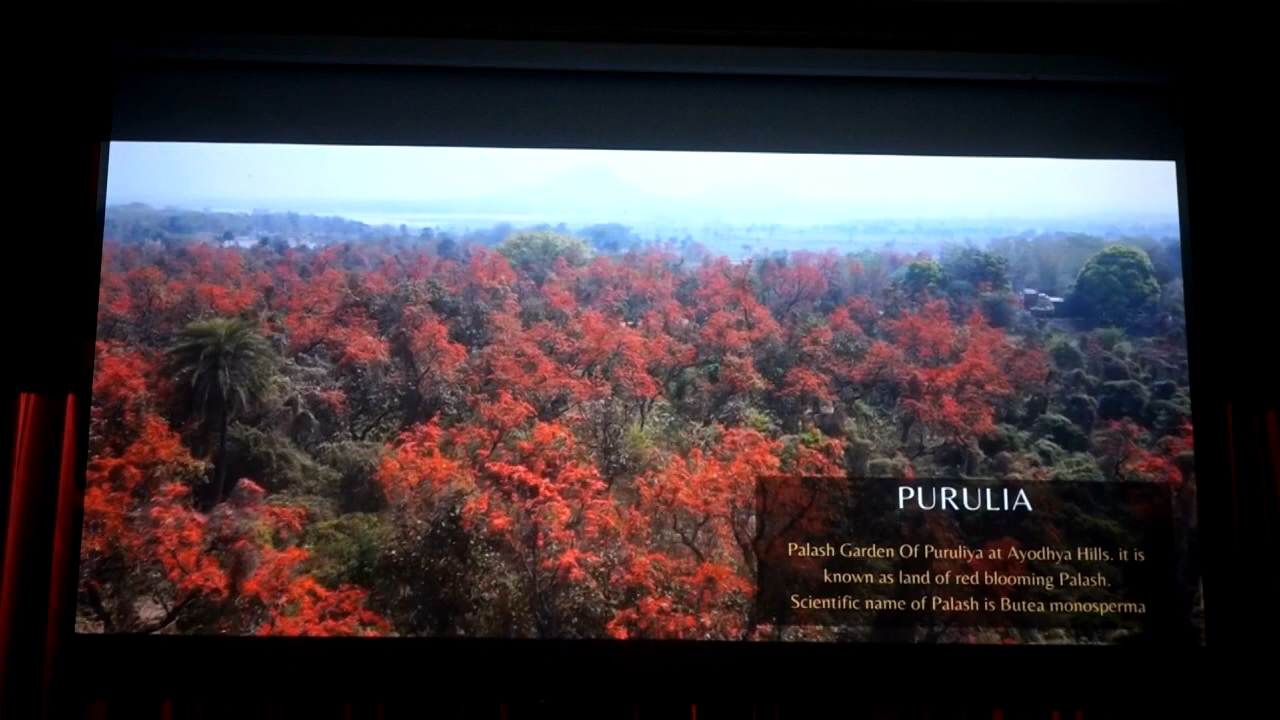 PURULIA
Palash Garden Of Puruliya at Ayodhya Hills. it is
known as land of red blooming Palash.
Scientific name of Palash is Butea monosperma